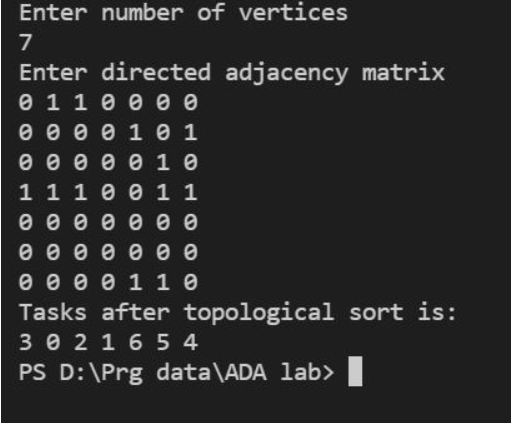 Enter number of vertices
7
Enter directed adjacency matrix
0 1 1 0 0 0 0
0 0 0 0 1 0 1
0 0 0 0 0 1 0
1 1 1 0 0 1 1
0 0 0 0 0 0 0
0 0 0 0 0 0 0
0 0 0 0 1 1 0
Tasks after topological sort is:
3 0 2 1 6 5 4
PS D:\Prg data\ADA lab>